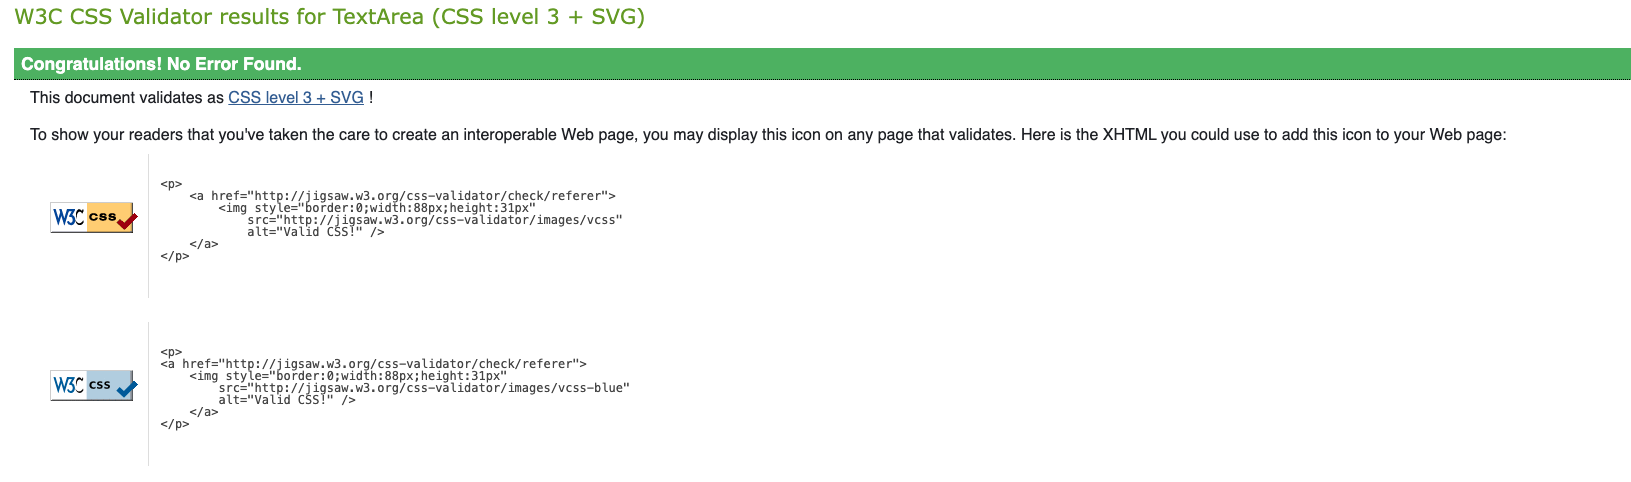 W3C CSS Validator results for TextArea (CSS level 3 + SVG)
Congratulations! No Error Found.
This document validates as CSS level 3 + SVG !
To show your readers that you've taken the care to create an interoperable Web page, you may display this icon on any page that validates. Here is the XHTML you could use to add this icon to your Web page:
W3C css
<p>
    <a href="http://jigsaw.w3.org/css-validator/check/referer">
        <img style="border:0;width:88px;height:31px"
            src="http://jigsaw.w3.org/css-validator/images/vcss"
            alt="Valid CSS!" />
    </a>
</p>
W3C css
<p>
<a href="http://jigsaw.w3.org/css-validator/check/referer">
    <img style="border:0;width:88px;height:31px"
        src="http://jigsaw.w3.org/css-validator/images/vcss-blue"
        alt="Valid CSS!" />
    </a>
</p>